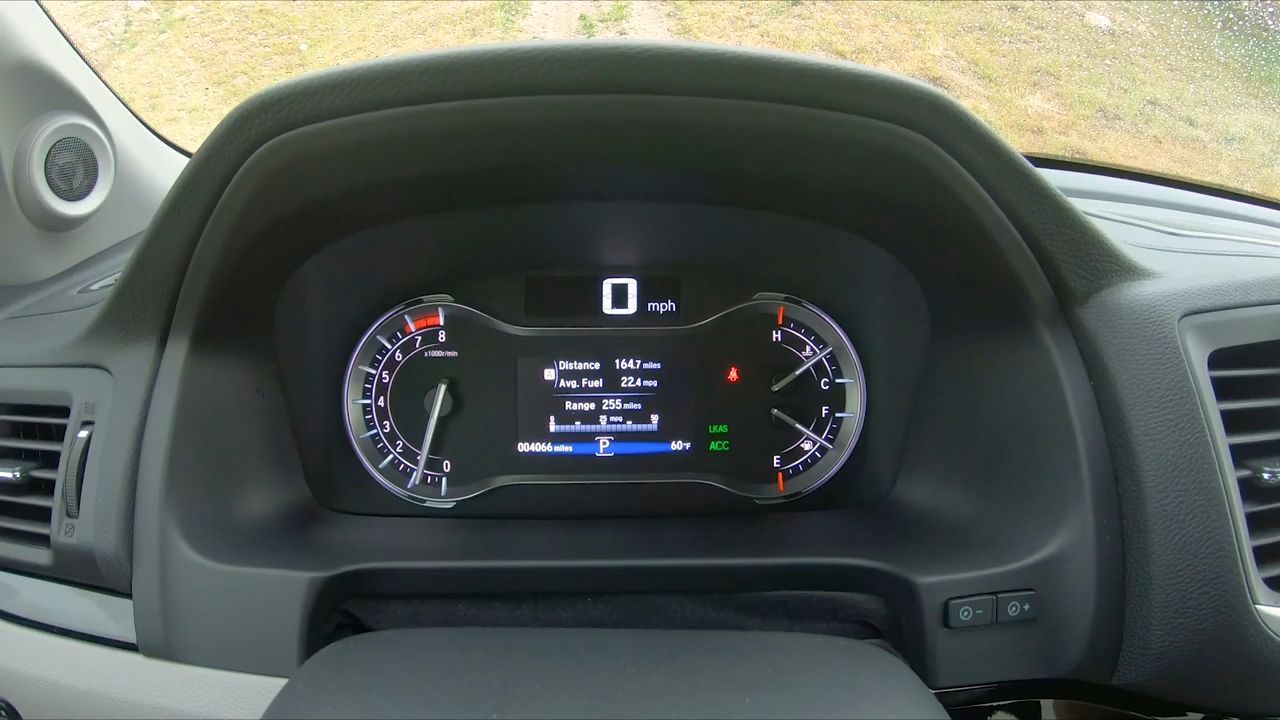 0 mph
8
7
6
5
4
3
2
0
x1000r/min
A
Distance 164.7 miles
Avg. Fuel 22.4 mpg
Range 255 miles
0 25 mpg 50
004066 miles P 60°F
LKAS
ACC
H
C
F
E
-
+